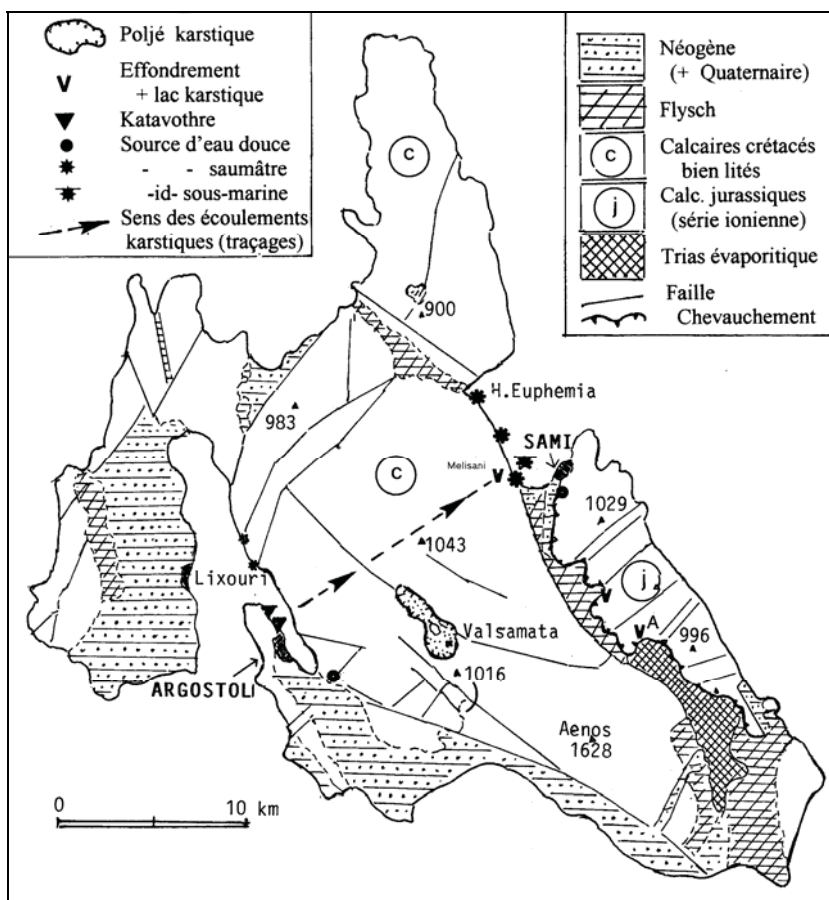 Poljé karstique
Effondrement
+ lac karstique
Katavothre
Source d'eau douce
- - saumâtre
-id- sous-marine
Sens des écoulements
karstiques (traçages)
Néogène
(+ Quaternaire)
Flysch
C
Calcaires crétacés
bien lités
j
Calc. jurassiques
(série ionienne)
Trias évaporitique
Faille
Chevauchement
C
900
H.Euphemia
983
SAMI
Melisani
C
1029
1043
Lixouri
j
A
Valsamata
996
1016
ARGOSTOLI
Aenos
1628
0 10 km